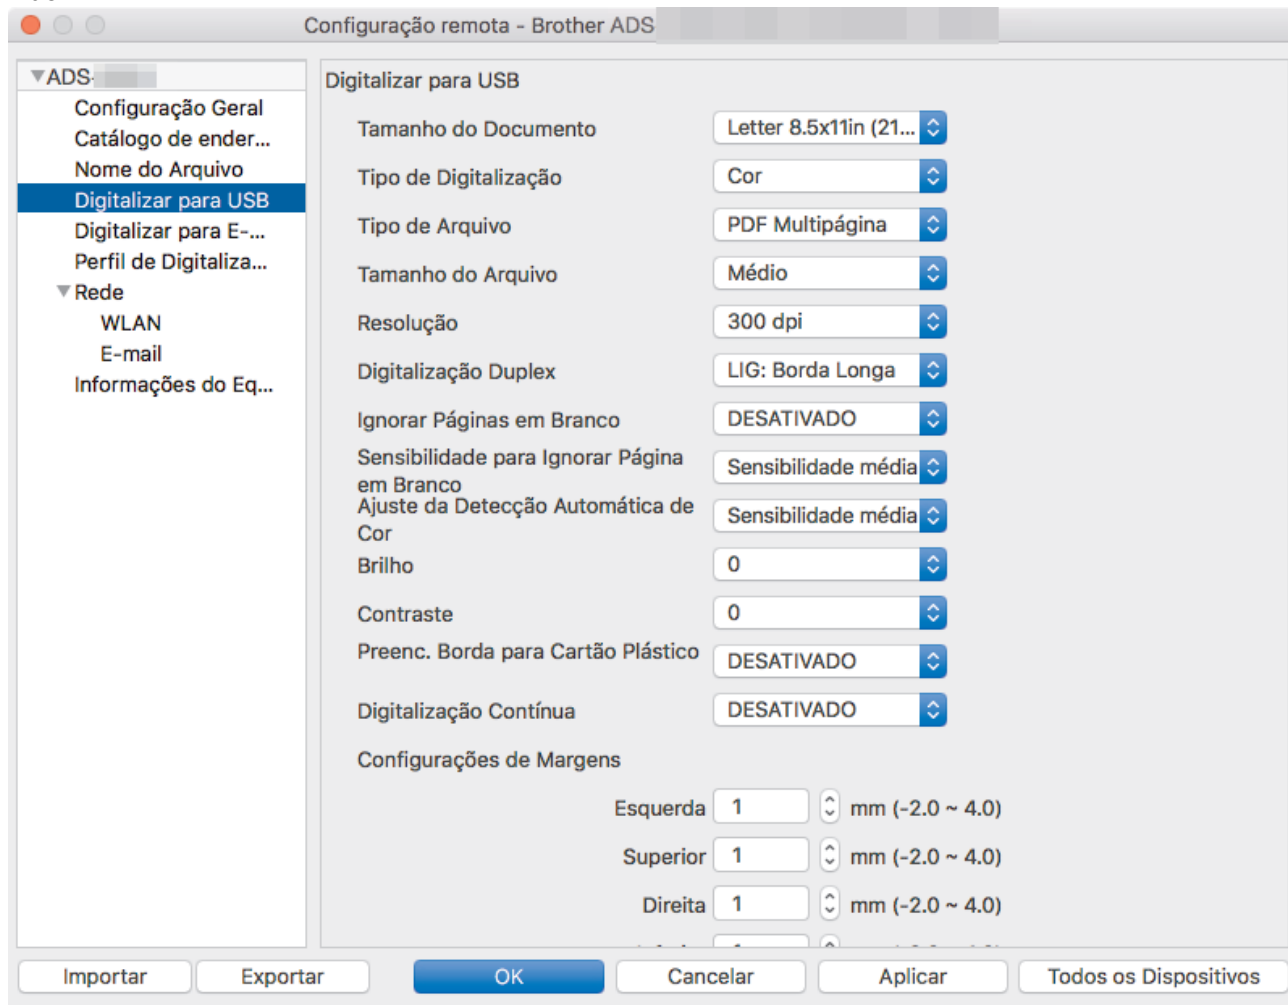 Configuração remota - Brother ADS
ADS-
Configuração Geral
Catálogo de ender...
Nome do Arquivo
Digitalizar para USB
Digitalizar para E-...
Perfil de Digitaliza...
Rede
WLAN
E-mail
Informações do Eq...
Digitalizar para USB
Tamanho do Documento Letter 8.5x11in (21...
Tipo de Digitalização Cor
Tipo de Arquivo PDF Multipágina
Tamanho do Arquivo Médio
Resolução 300 dpi
Digitalização Duplex LIG: Borda Longa
Ignorar Páginas em Branco DESATIVADO
Sensibilidade para Ignorar Página
em Branco
Sensibilidade média
Ajuste da Detecção Automática de
Cor
Sensibilidade média
Brilho 0
Contraste 0
Preenc. Borda para Cartão Plástico DESATIVADO
Digitalização Contínua DESATIVADO
Configurações de Margens
Esquerda 1 mm (-2.0 ~ 4.0)
Superior 1 mm (-2.0 ~ 4.0)
Direita 1 mm (-2.0 ~ 4.0)
Importar Exportar OK Cancelar Aplicar Todos os Dispositivos